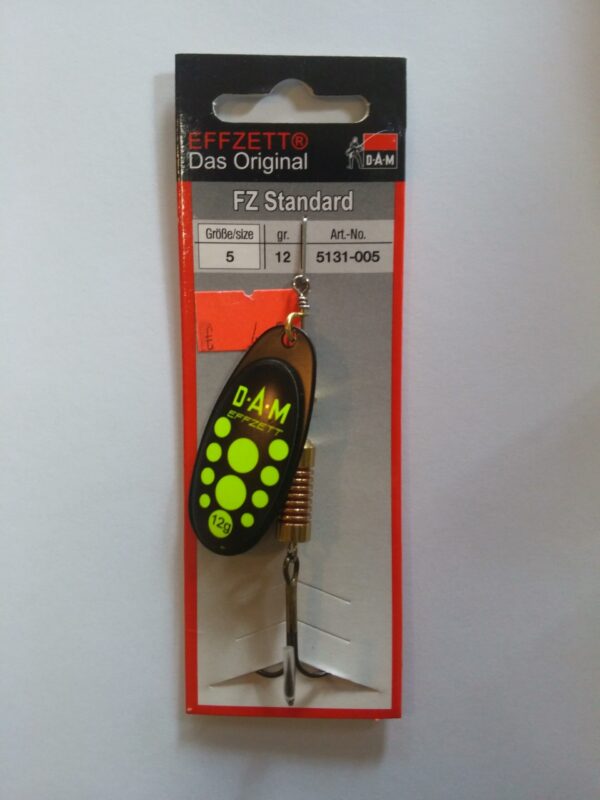 EFFZETT®
Das Original
D·A·M
FZ Standard
Größe/size gr. Art.-No.
5 12 5131-005
D·A·M
EFFZETT
12g